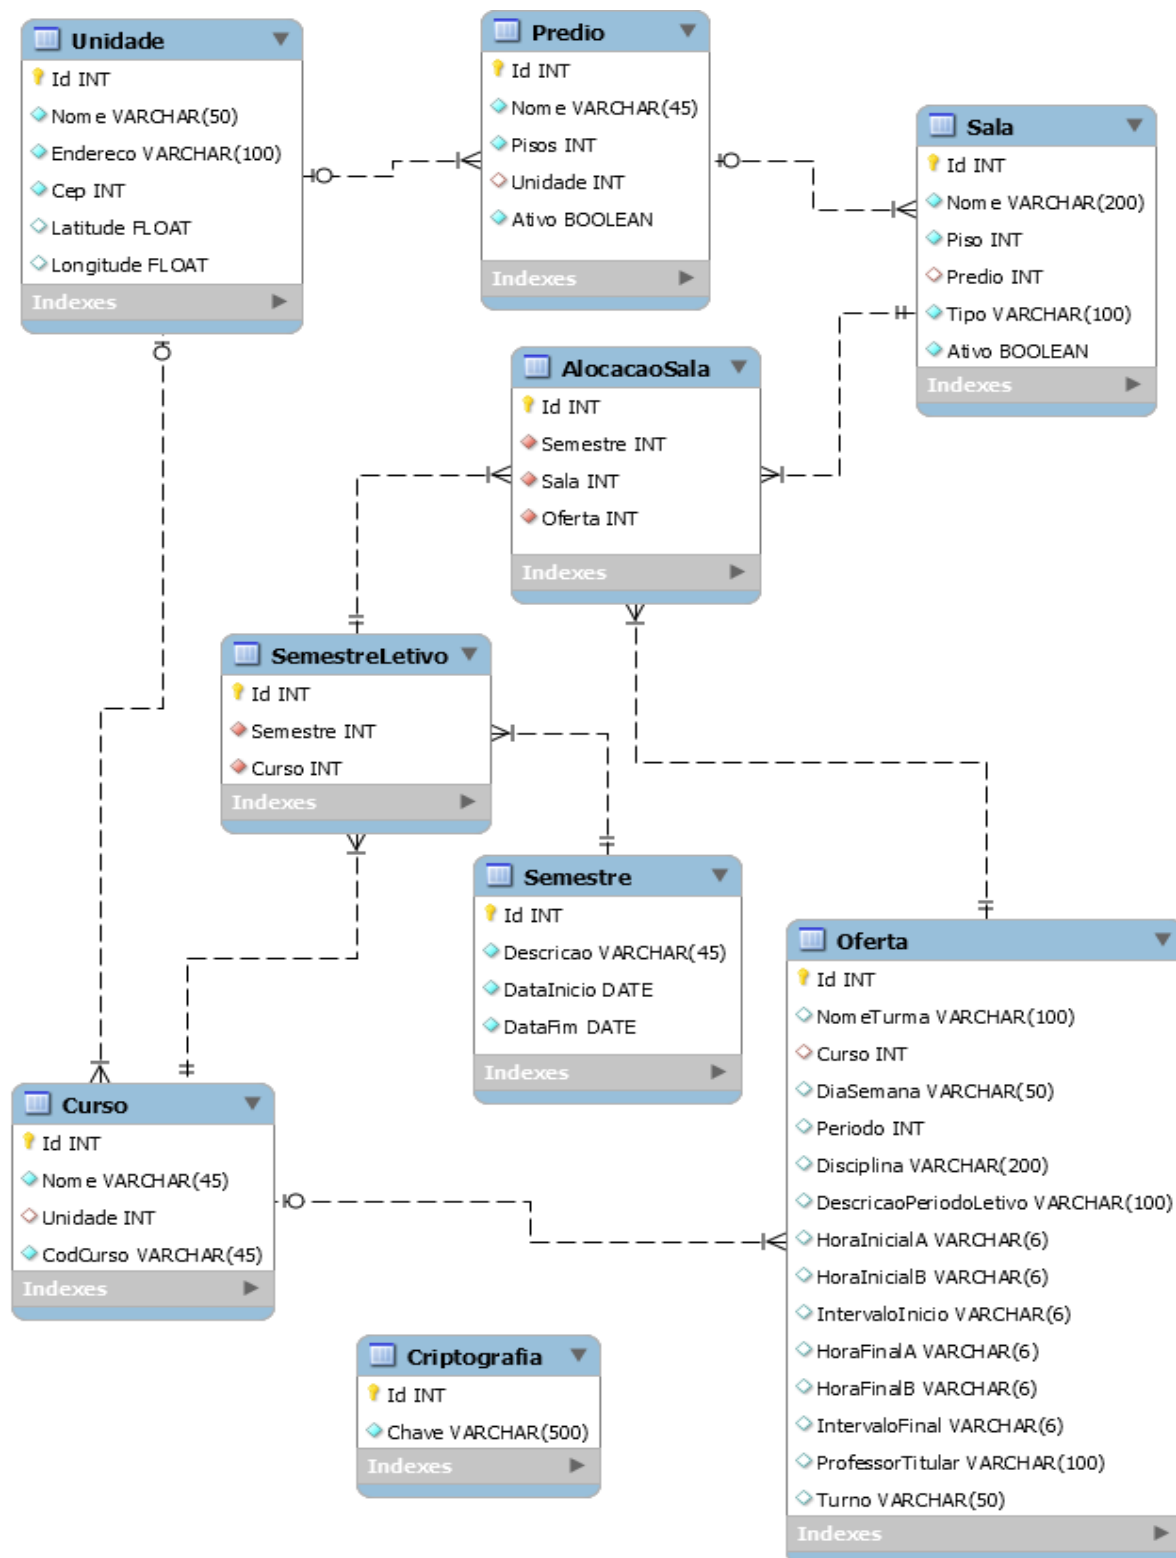 Unidade
Id INT
Nome VARCHAR(50)
Endereco VARCHAR(100)
Cep INT
Latitude FLOAT
Longitude FLOAT
Indexes
Predio
Id INT
Nome VARCHAR(45)
Pisos INT
Unidade INT
Ativo BOOLEAN
Indexes
Sala
Id INT
Nome VARCHAR(200)
Piso INT
Predio INT
Tipo VARCHAR(100)
Ativo BOOLEAN
Indexes
AlocacaoSala
Id INT
Semestre INT
Sala INT
Oferta INT
Indexes
SemestreLetivo
Id INT
Semestre INT
Curso INT
Indexes
Semestre
Id INT
Descricao VARCHAR(45)
DataInicio DATE
DataFim DATE
Indexes
Oferta
Id INT
NomeTurma VARCHAR(100)
Curso INT
DiaSemana VARCHAR(50)
Periodo INT
Disciplina VARCHAR(200)
DescricaoPeriodoLetivo VARCHAR(100)
HoraInicialA VARCHAR(6)
HoraInicialB VARCHAR(6)
IntervaloInicio VARCHAR(6)
HoraFinalA VARCHAR(6)
HoraFinalB VARCHAR(6)
IntervaloFinal VARCHAR(6)
ProfessorTitular VARCHAR(100)
Turno VARCHAR(50)
Indexes
Curso
Id INT
Nome VARCHAR(45)
Unidade INT
CodCurso VARCHAR(45)
Indexes
Criptografia
Id INT
Chave VARCHAR(500)
Indexes